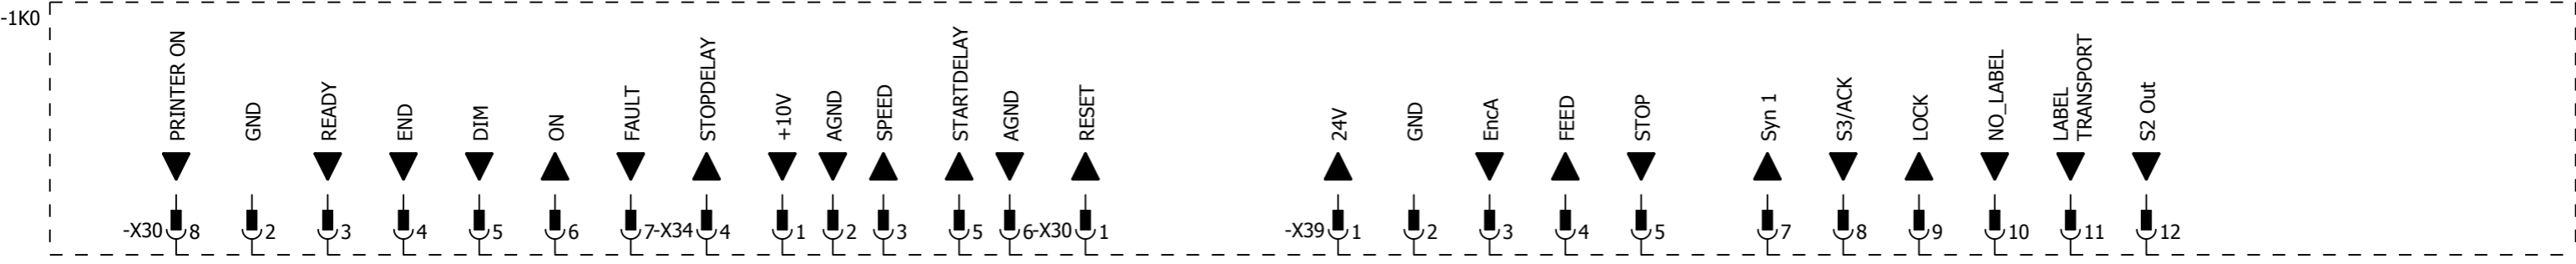 -1K0
PRINTER ON
GND
READY
END
DIM
ON
FAULT
STOPDELAY
+10V
AGND
SPEED
STARTDELAY
AGND
RESET
24V
GND
EncA
FEED
STOP
Syn 1
S3/ACK
LOCK
NO_LABEL
LABEL
TRANSPORT
S2 Out
-X30 8 2 3 4 5 6 7 -X34 4 1 2 3 5 6 -X30 1 -X39 1 2 3 4 5 7 8 9 10 11 12